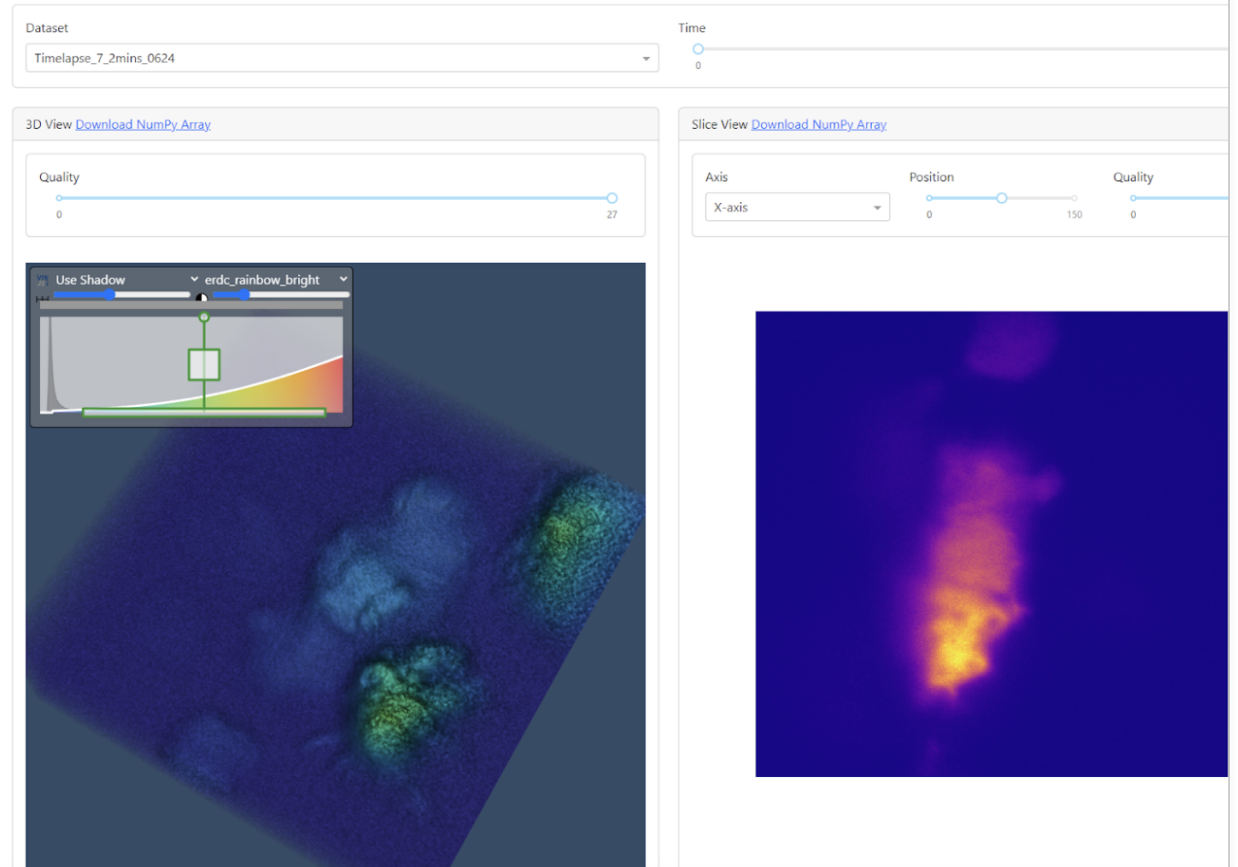 Dataset
Time
Timelapse_7_2mins_0624
0
3D View Download NumPy Array
Slice View Download NumPy Array
Quality
0
27
Axis
Position
Quality
X-axis
0
150
0
Use Shadow
erdc_rainbow_bright